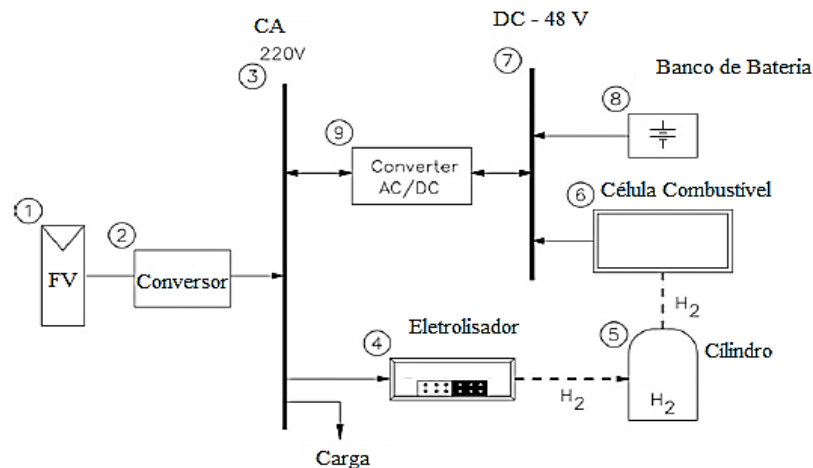 CA
220V
3
DC - 48 V
7
Banco de Bateria
8
9
Converter
AC/DC
Célula Combustível
6
1
FV
2
Conversor
H2
Eletrolisador
4
H2
5
Cilindro
H2
Carga